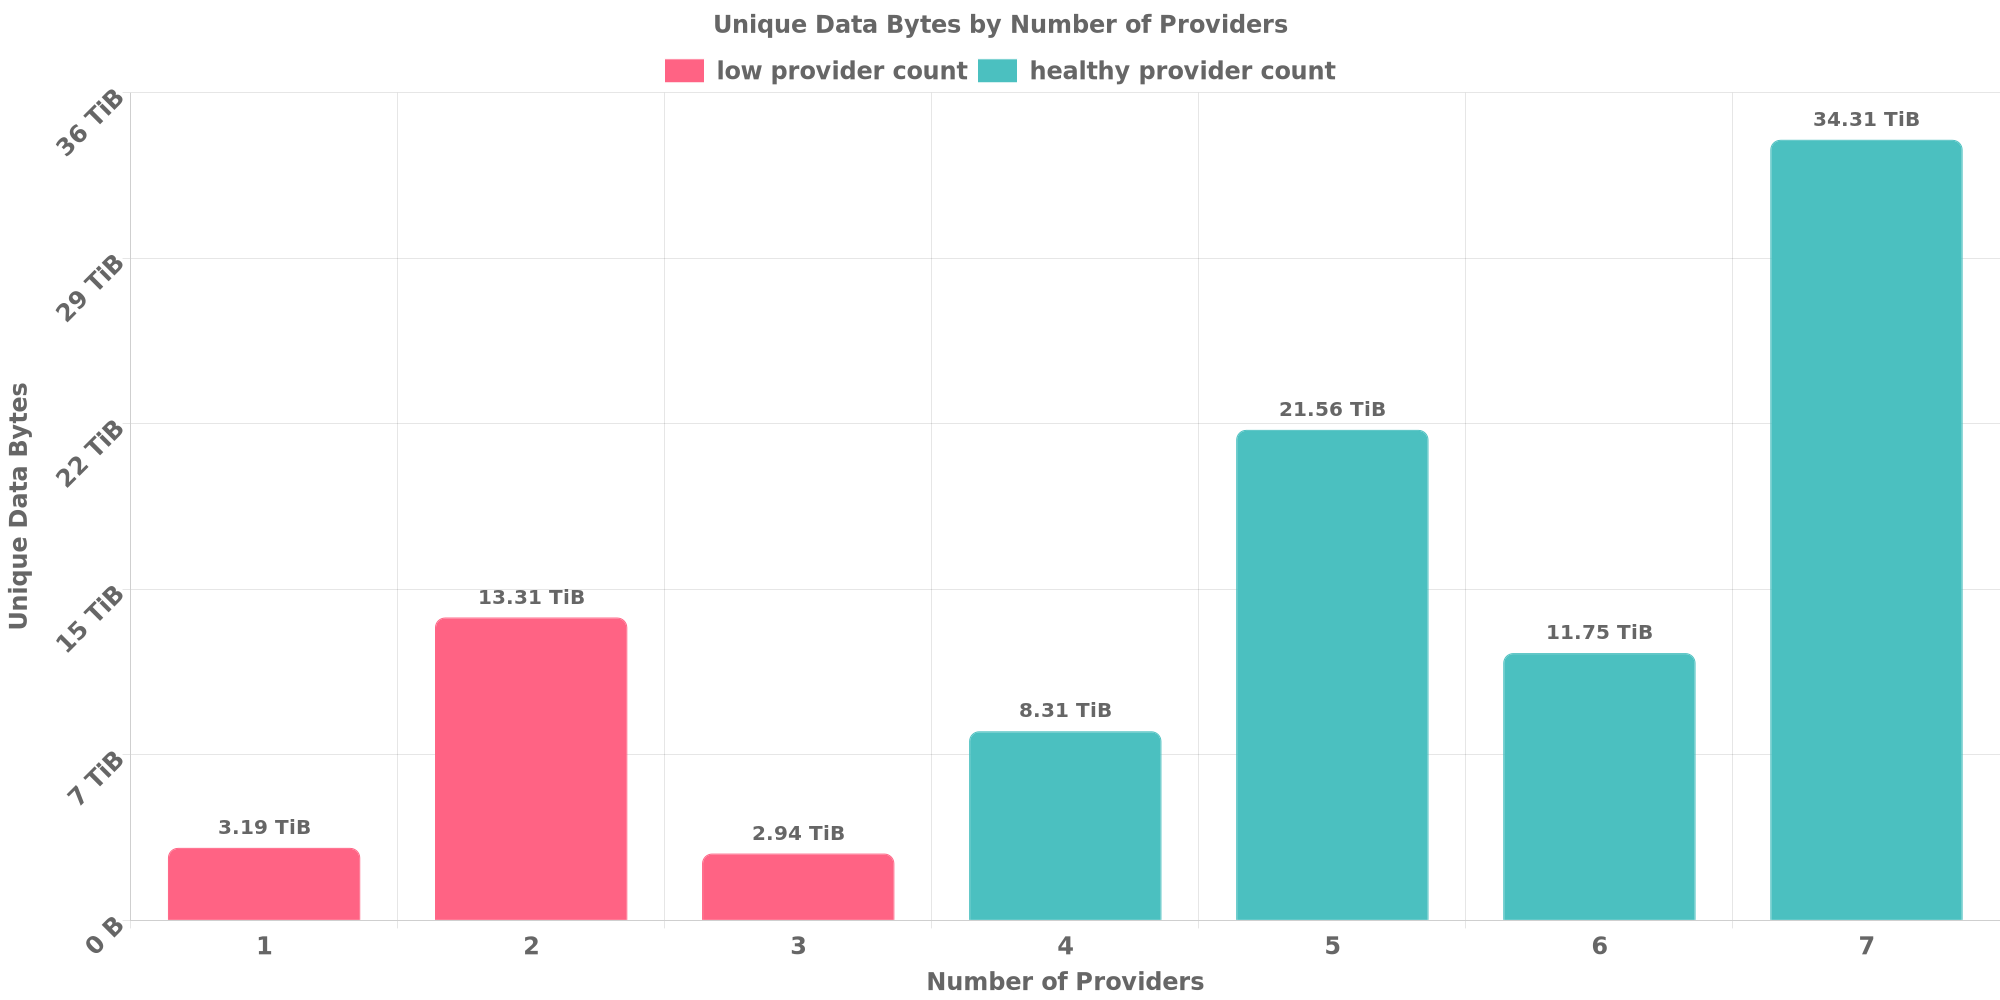 Unique Data Bytes by Number of Providers
low provider count
healthy provider count
36 TiB
29 TiB
22 TiB
15 TiB
7 TiB
0 B
Unique Data Bytes
3.19 TiB
13.31 TiB
2.94 TiB
8.31 TiB
21.56 TiB
11.75 TiB
34.31 TiB
1 2 3 4 5 6 7
Number of Providers